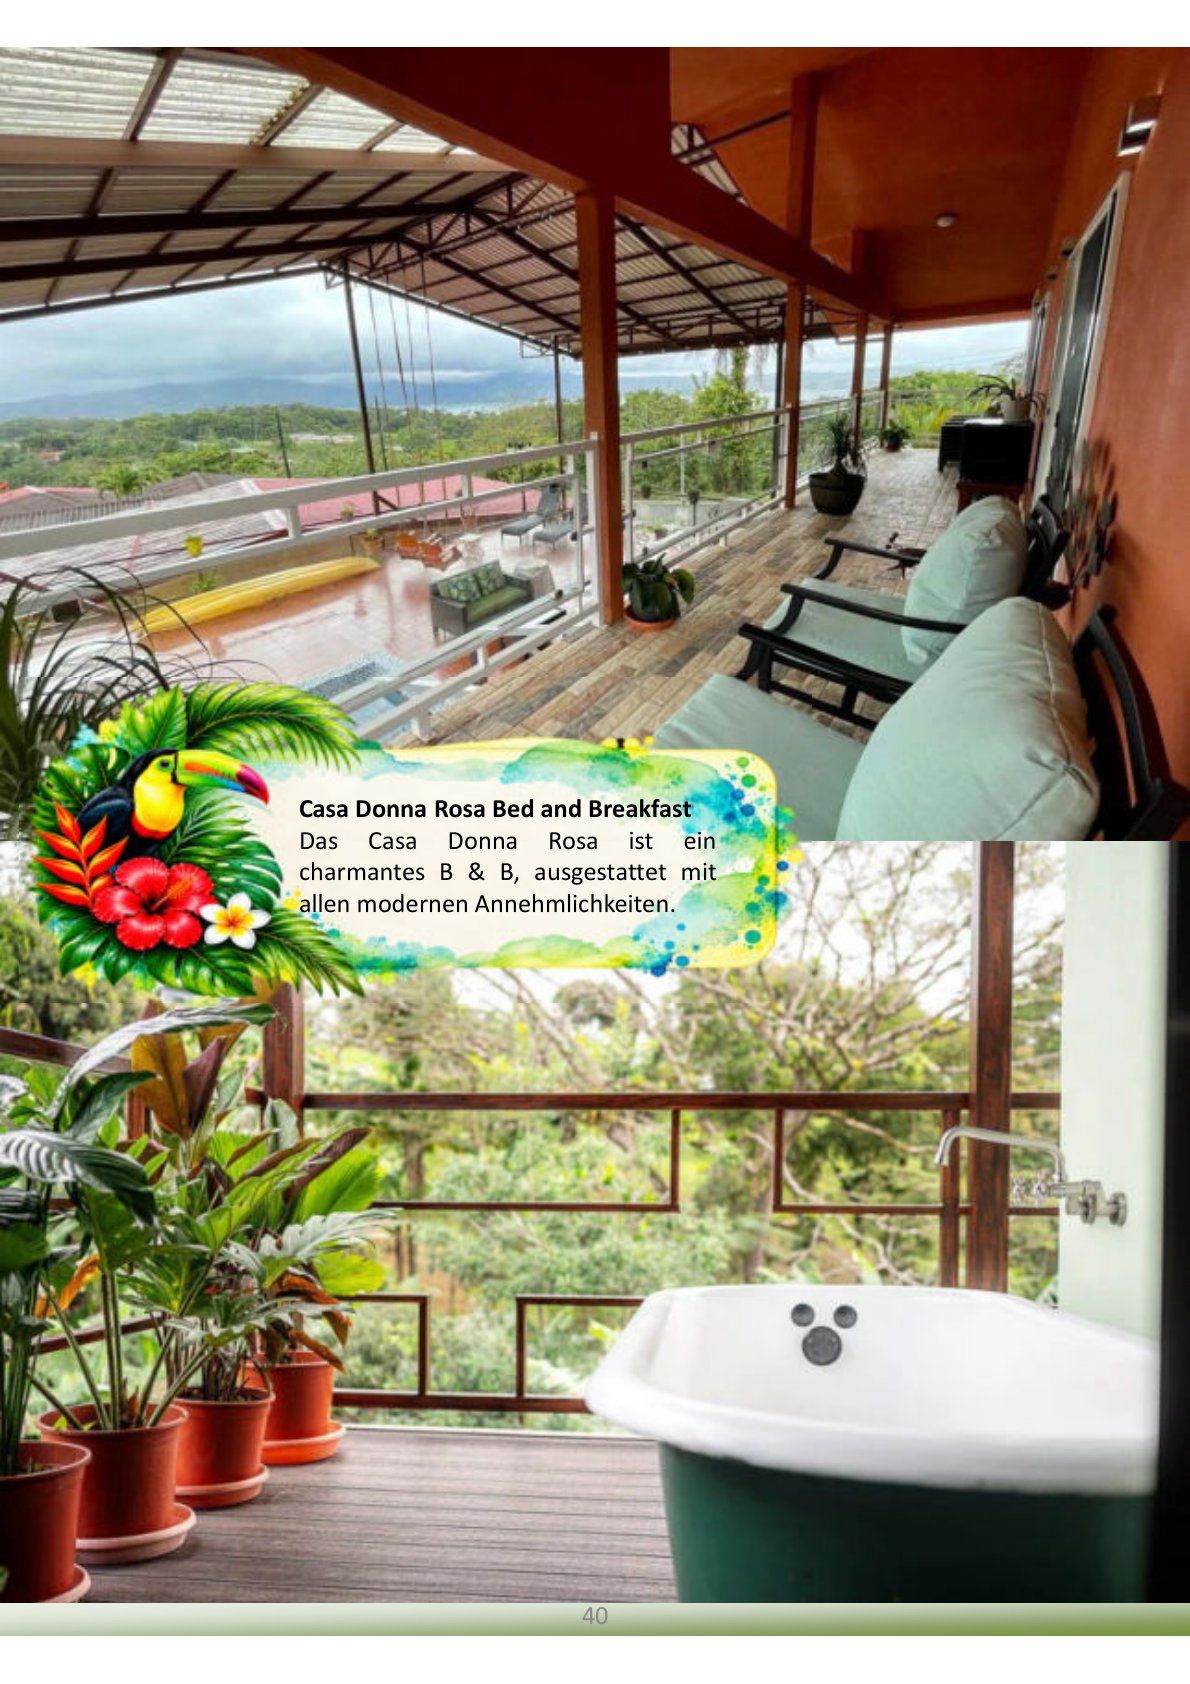 Casa Donna Rosa Bed and Breakfast
Das Casa Donna Rosa ist ein
charmantes B & B, ausgestattet mit
allen modernen Annehmlichkeiten.
40